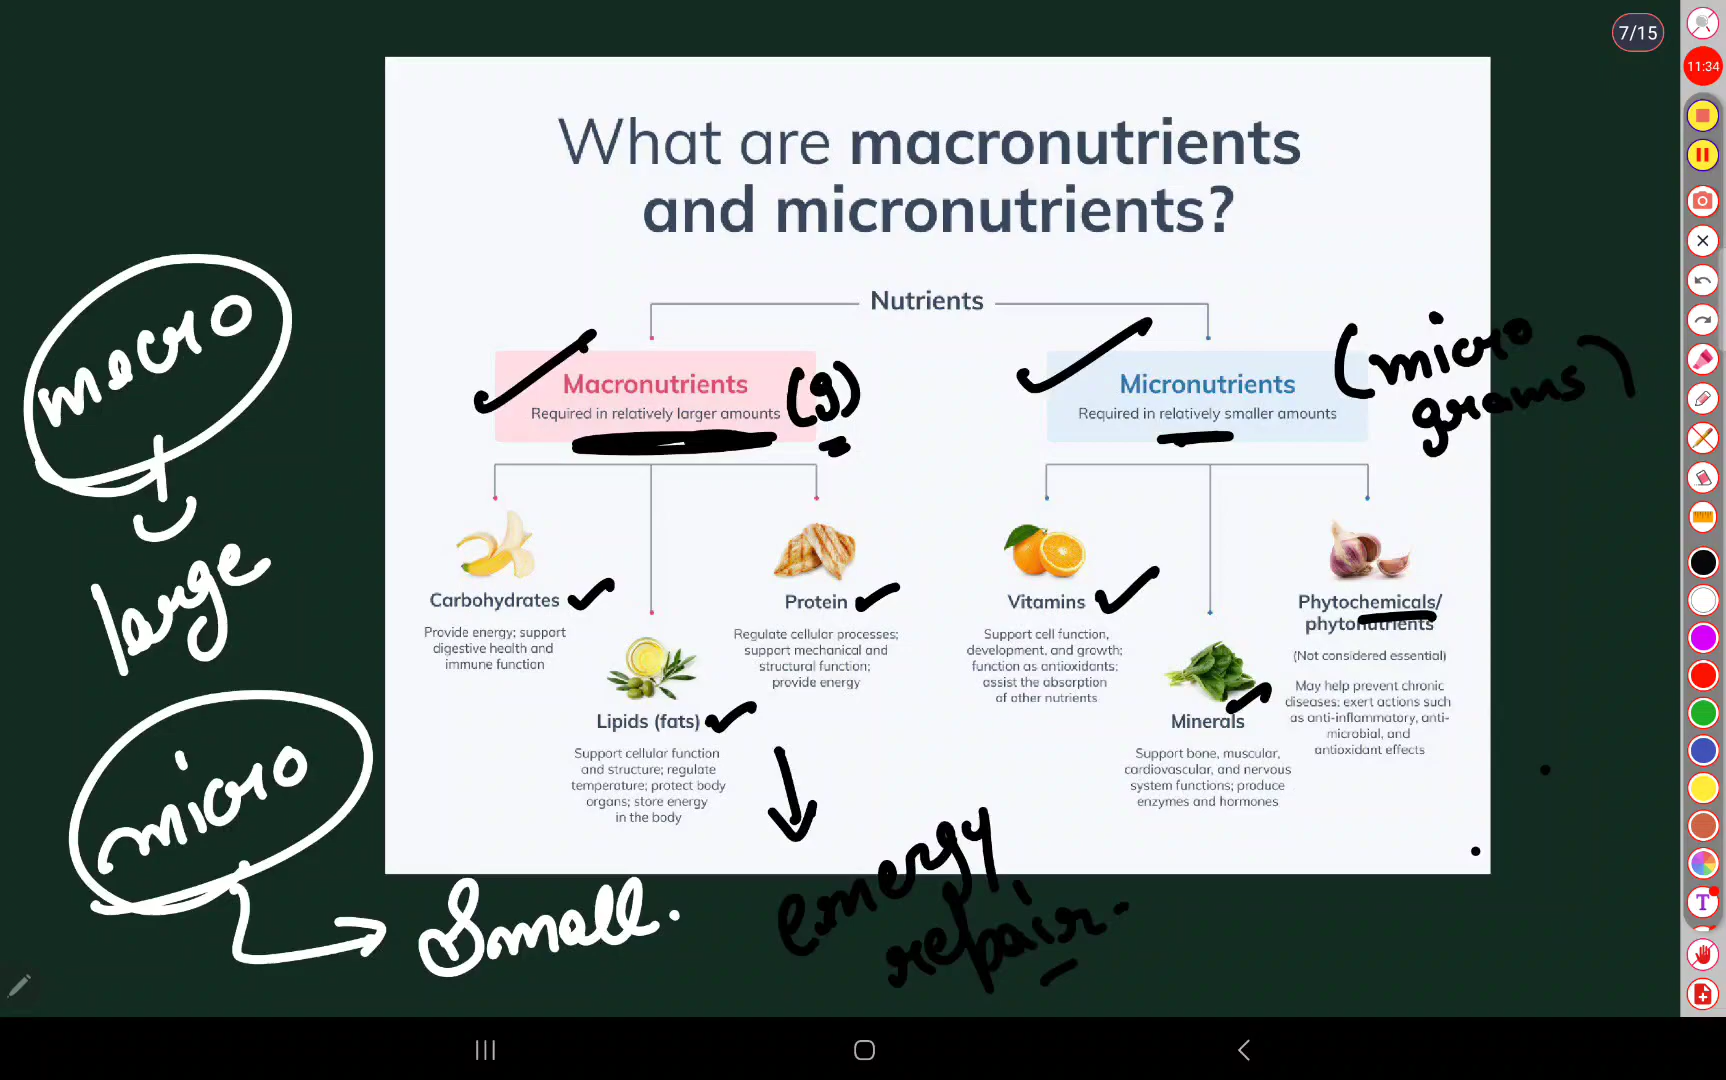 7/15
11:34
What are macronutrients
and micronutrients?
Nutrients
Macronutrients
Required in relatively larger amounts
(g)
Micronutrients
Required in relatively smaller amounts
(micro
grams)
macro
large
micro
Small.
Carbohydrates
Provide energy; support
digestive health and
immune function
Lipids (fats)
Support cellular function
and structure; regulate
temperature; protect body
organs; store energy
in the body
Protein
Regulate cellular processes;
support mechanical and
structural function;
provide energy
Vitamins
Support cell function,
development, and growth;
function as antioxidants;
assist the absorption
of other nutrients
Minerals
Support bone, muscular,
cardiovascular, and nervous
system functions; produce
enzymes and hormones
Phytochemicals/
phytonutrients
(Not considered essential)
May help prevent chronic
diseases; exert actions such
as anti-inflammatory, anti-
microbial, and
antioxidant effects
energy,
repair.
T